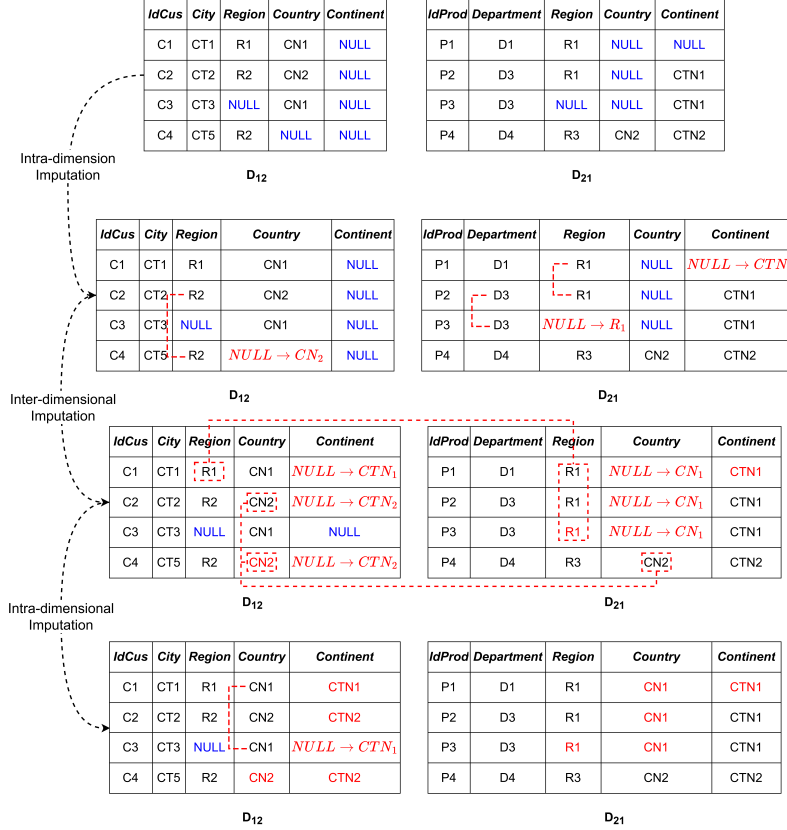 IdCus City Region Country Continent
C1 CT1 R1 CN1 NULL
C2 CT2 R2 CN2 NULL
C3 CT3 NULL CN1 NULL
C4 CT5 R2 NULL NULL
D12
IdProd Department Region Country Continent
P1 D1 R1 NULL NULL
P2 D3 R1 NULL CTN1
P3 D3 NULL NULL CTN1
P4 D4 R3 CN2 CTN2
D21
Intra-dimension
Imputation
IdCus City Region Country Continent
C1 CT1 R1 CN1 NULL
C2 CT2 R2 CN2 NULL
C3 CT3 NULL CN1 NULL
C4 CT5 R2 NULL → CN2 NULL
D12
IdProd Department Region Country Continent
P1 D1 R1 NULL NULL → CTN
P2 D3 R1 NULL CTN1
P3 D3 NULL → R1 NULL CTN1
P4 D4 R3 CN2 CTN2
D21
Inter-dimensional
Imputation
IdCus City Region Country Continent
C1 CT1 R1 CN1 NULL → CTN1
C2 CT2 R2 CN2 NULL → CTN2
C3 CT3 NULL CN1 NULL
C4 CT5 R2 CN2 NULL → CTN2
D12
IdProd Department Region Country Continent
P1 D1 R1 NULL → CN1 CTN1
P2 D3 R1 NULL → CN1 CTN1
P3 D3 R1 NULL → CN1 CTN1
P4 D4 R3 CN2 CTN2
D21
Intra-dimensional
Imputation
IdCus City Region Country Continent
C1 CT1 R1 CN1 CTN1
C2 CT2 R2 CN2 CTN2
C3 CT3 NULL CN1 NULL → CTN1
C4 CT5 R2 CN2 CTN2
D12
IdProd Department Region Country Continent
P1 D1 R1 CN1 CTN1
P2 D3 R1 CN1 CTN1
P3 D3 R1 CN1 CTN1
P4 D4 R3 CN2 CTN2
D21